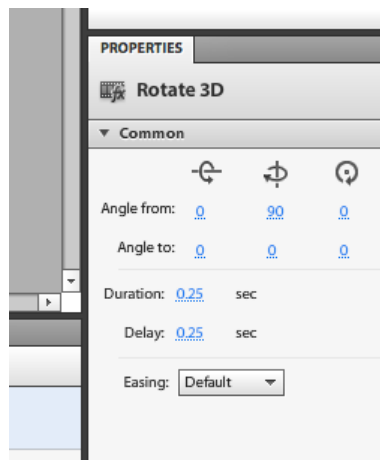 PROPERTIES
Rotate 3D
Common
Angle from: 0 90 0
Angle to: 0 0 0
Duration: 0.25 sec
Delay: 0.25 sec
Easing: Default